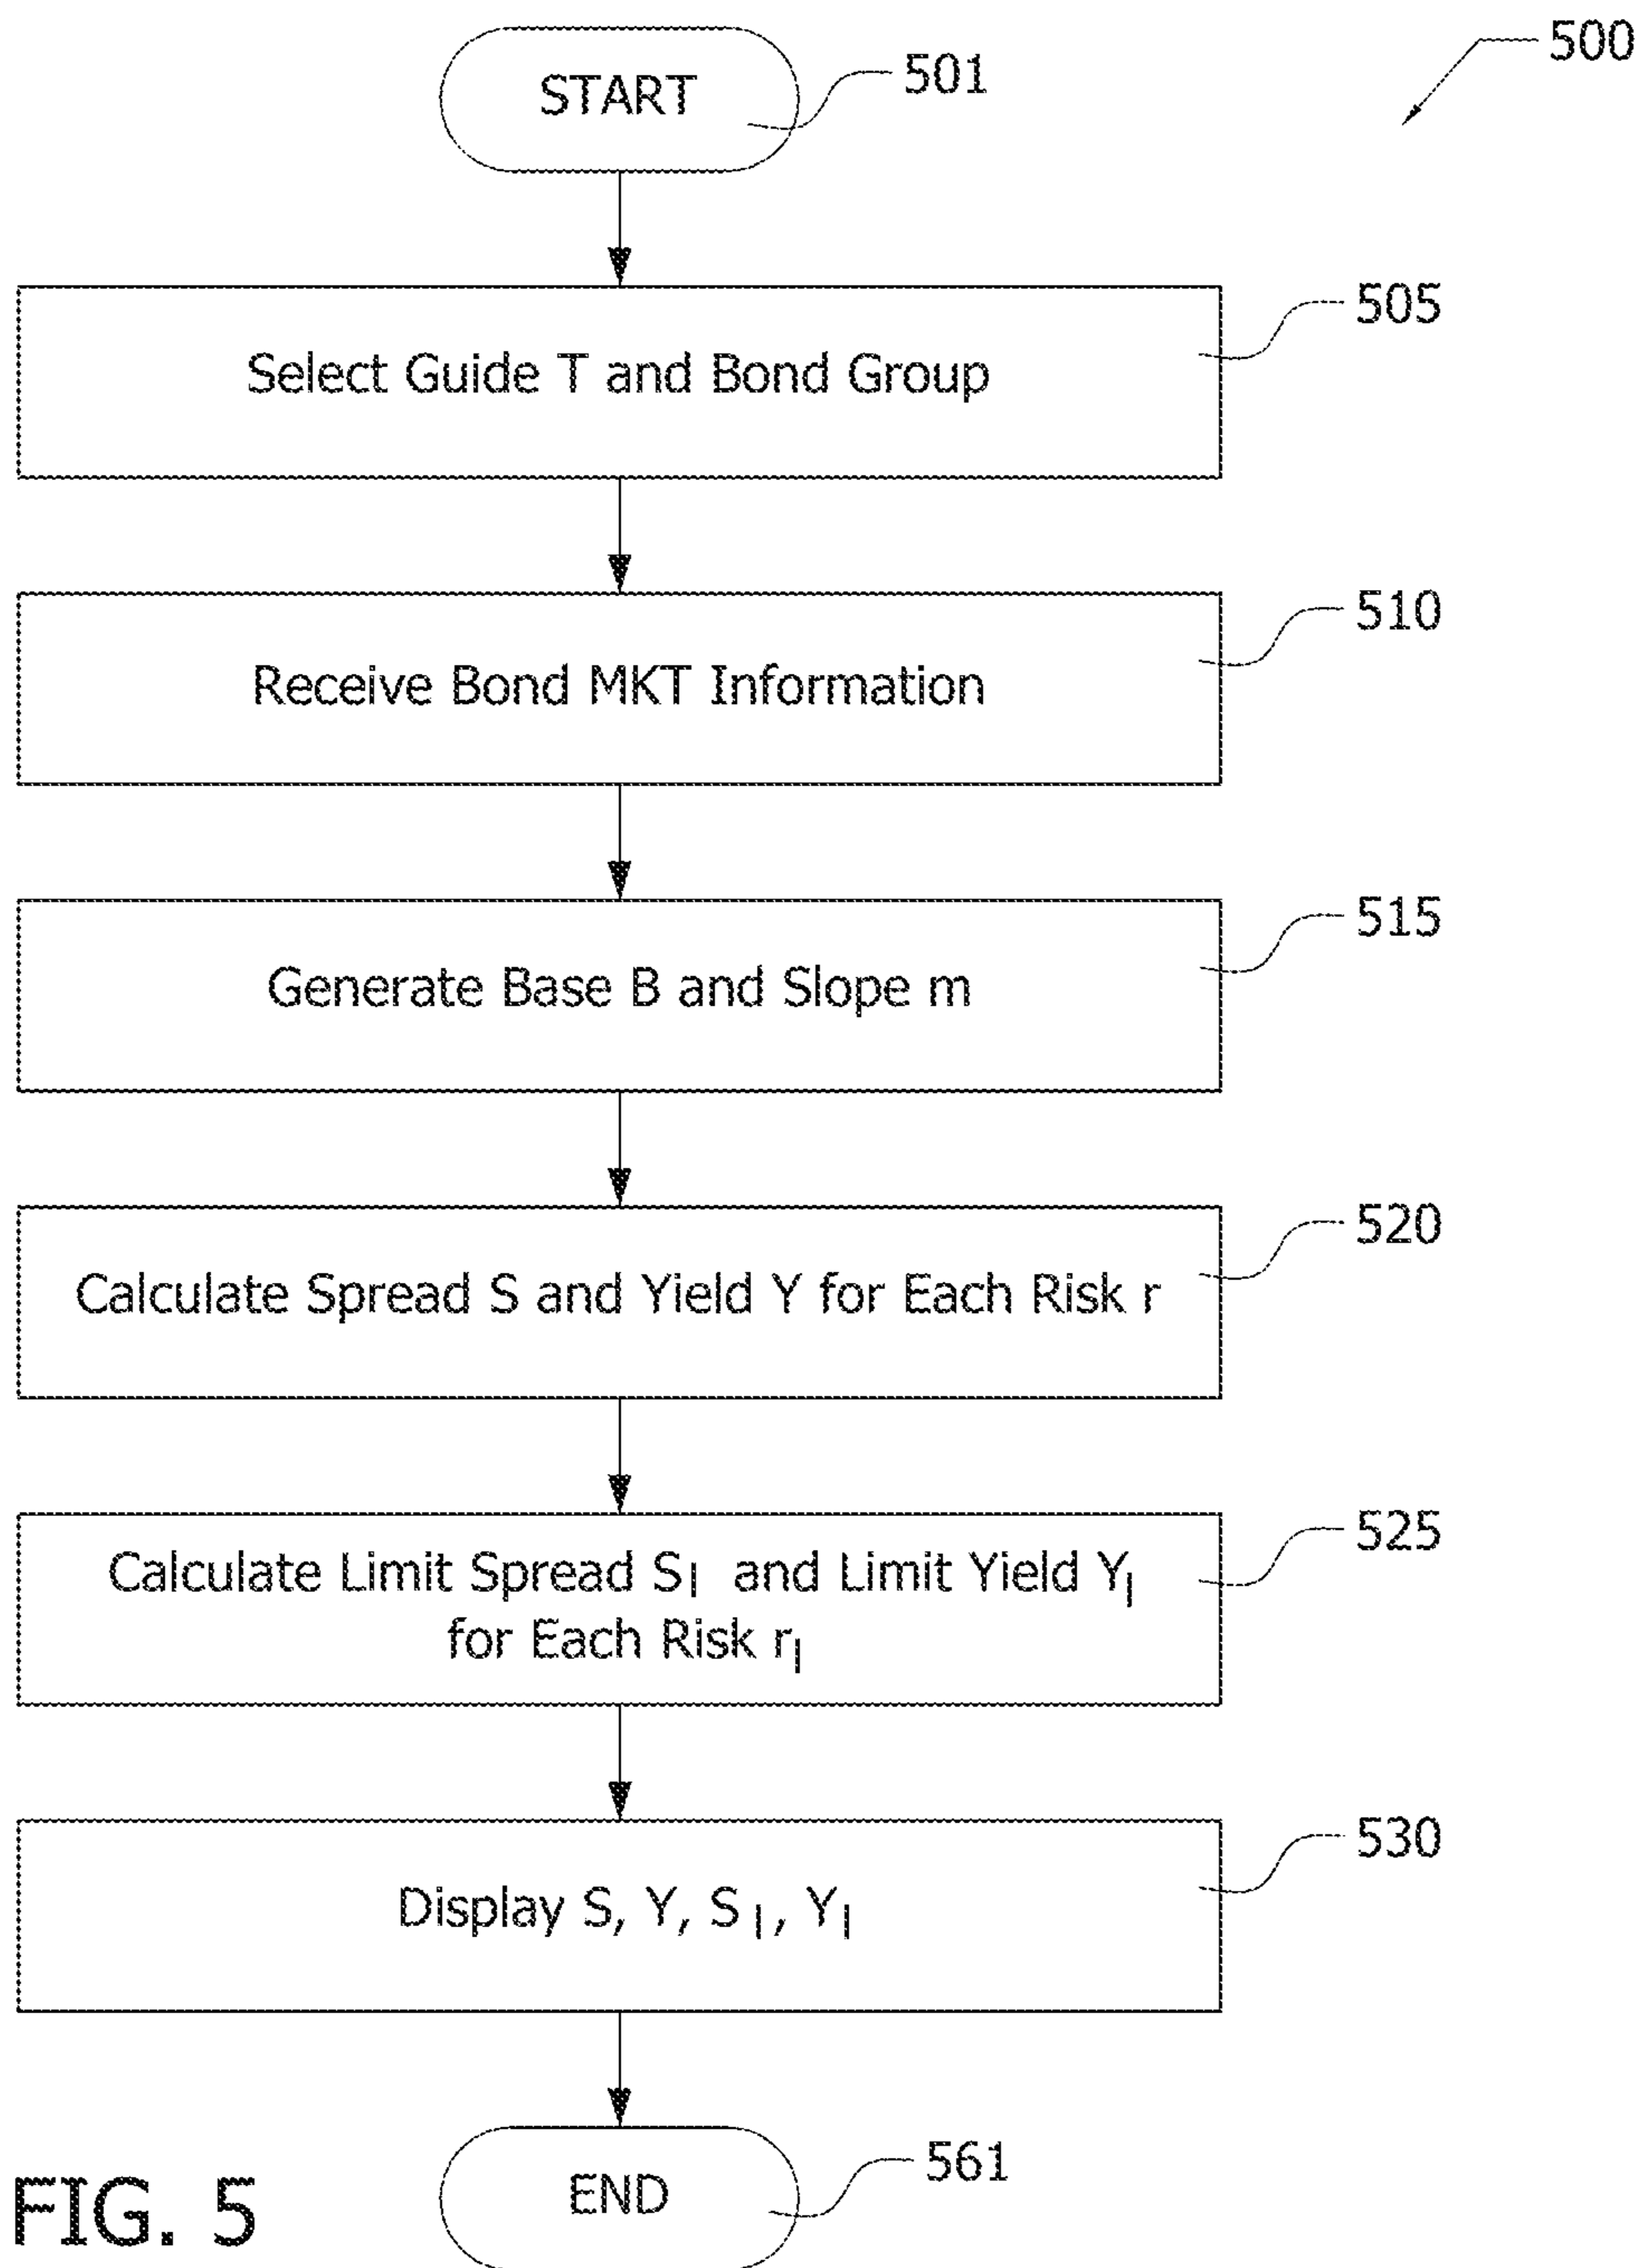 500
START
501
Select Guide T and Bond Group
505
Receive Bond MKT Information
510
Generate Base B and Slope m
515
Calculate Spread S and Yield Y for Each Risk r
520
Calculate Limit Spread Sl and Limit Yield Yl
for Each Risk rl
525
Display S, Y, Sl, Yl
530
END
561
FIG. 5